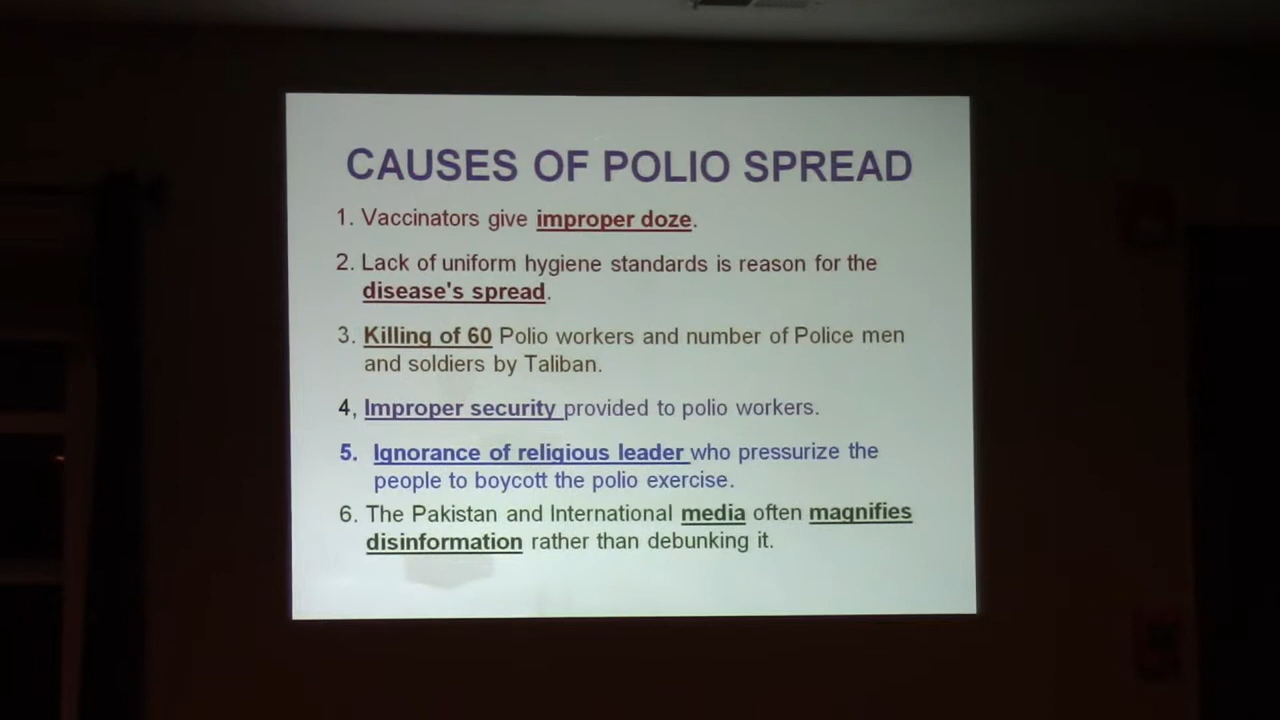 CAUSES OF POLIO SPREAD
1. Vaccinators give improper doze.
2. Lack of uniform hygiene standards is reason for the
disease's spread.
3. Killing of 60 Polio workers and number of Police men
and soldiers by Taliban.
4, Improper security provided to polio workers.
5. Ignorance of religious leader who pressurize the
people to boycott the polio exercise.
6. The Pakistan and International media often magnifies
disinformation rather than debunking it.